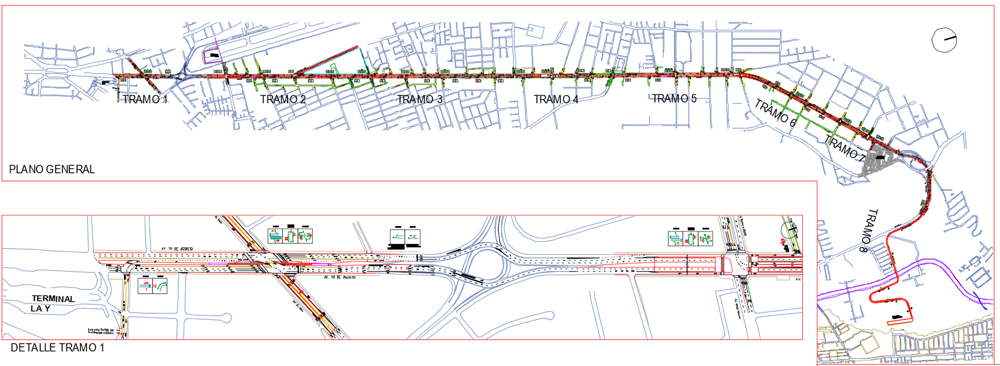 TRAMO 1
TRAMO 2
TRAMO 3
TRAMO 4
TRAMO 5
TRAMO 6
TRAMO 7
TRAMO 8
PLANO GENERAL
AV. 10 DE AGOSTO
AV. 10 DE AGOSTO
TERMINAL
LA Y
DETALLE TRAMO 1